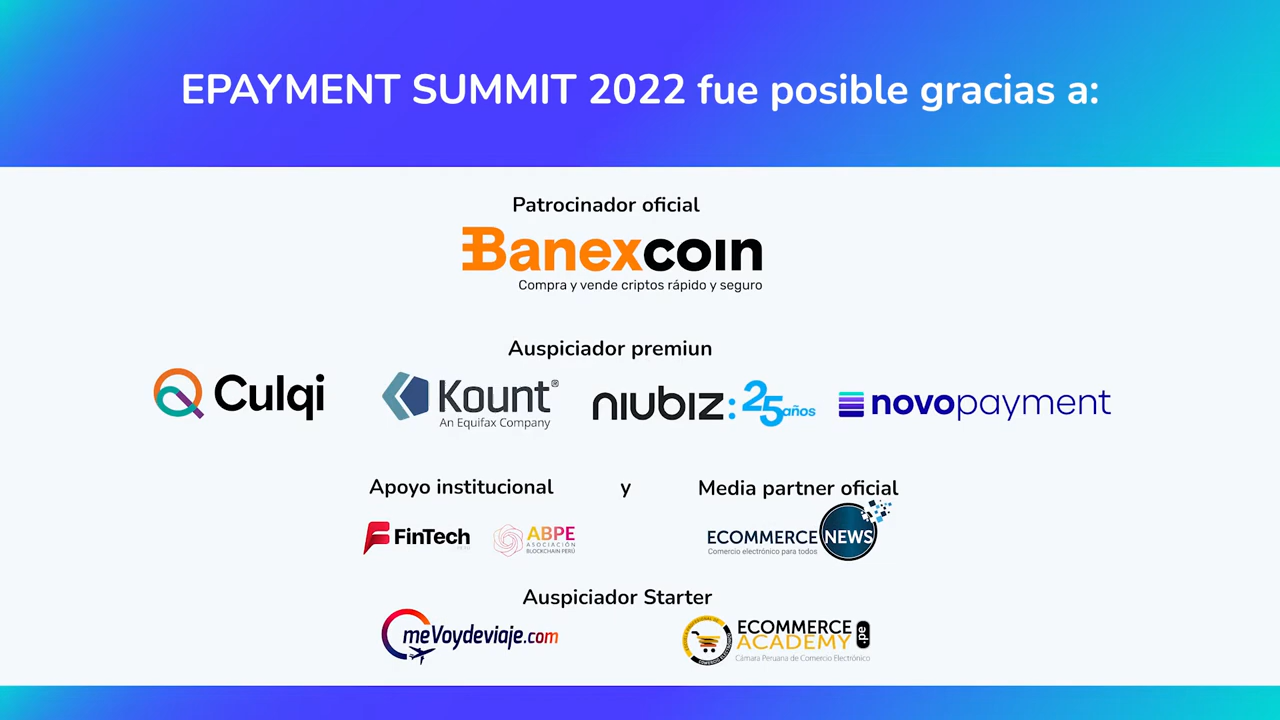 EPAYMENT SUMMIT 2022 fue posible gracias a:
Patrocinador oficial
Banexcoin
Compra y vende criptos rápido y seguro
Auspiciador premiun
Culqi
Kount®
An Equifax Company
niubiz: 25 años
novopayment
Apoyo institucional y Media partner oficial
FinTech
ABPE
ASOCIACIÓN
BLOCKCHAIN PERÚ
ECOMMERCE NEWS
Comercio electrónico para todos
Auspiciador Starter
meVoydeviaje.com
ECOMMERCE
ACADEMY .pe
Cámara Peruana de Comercio Electrónico